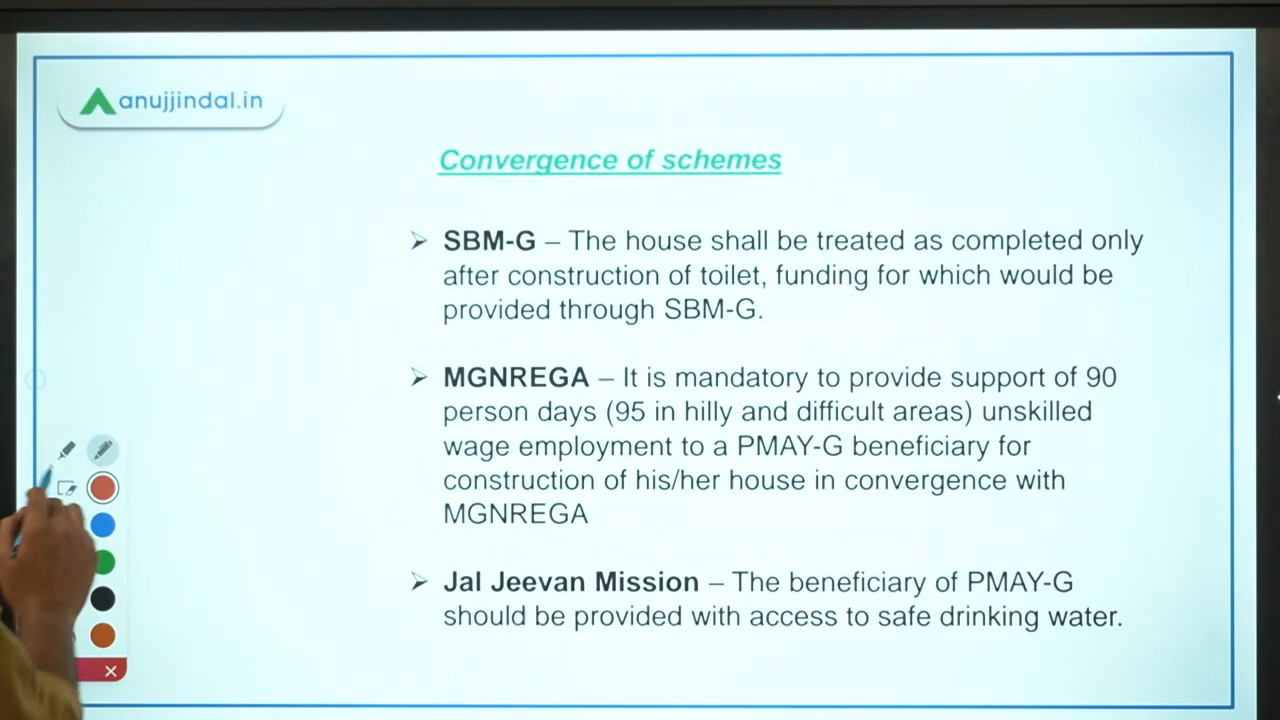 anujjindal.in
Convergence of schemes
➤ SBM-G – The house shall be treated as completed only
after construction of toilet, funding for which would be
provided through SBM-G.
➤ MGNREGA – It is mandatory to provide support of 90
person days (95 in hilly and difficult areas) unskilled
wage employment to a PMAY-G beneficiary for
construction of his/her house in convergence with
MGNREGA
➤ Jal Jeevan Mission – The beneficiary of PMAY-G
should be provided with access to safe drinking water.